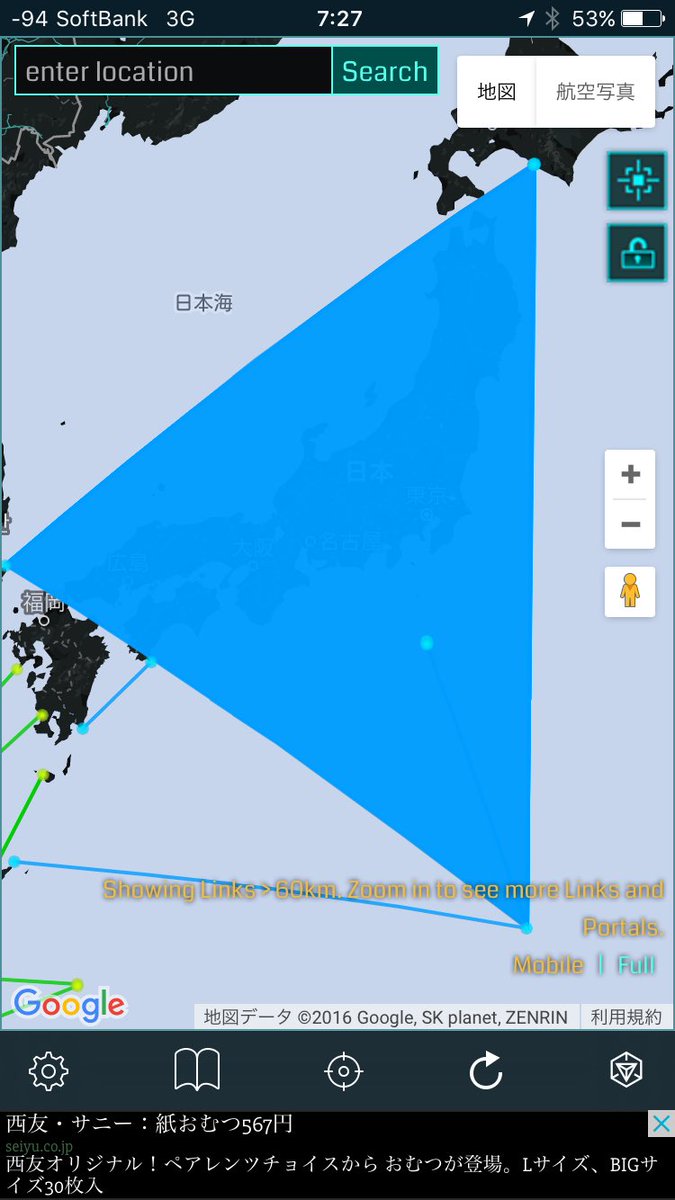 -94 SoftBank 3G 7:27 53%
enter location Search 地図 航空写真
日本海
日本
東京
大阪 名古屋
広島
福岡
Showing Links > 60km. Zoom in to see more Links and
Portals.
Mobile | Full
Google 地図データ ©2016 Google, SK planet, ZENRIN 利用規約
西友・サニー：紙おむつ567円
seiyu.co.jp
西友オリジナル！ペアレンツチョイスから おむつが登場。Lサイズ、BIGサ
イズ30枚入